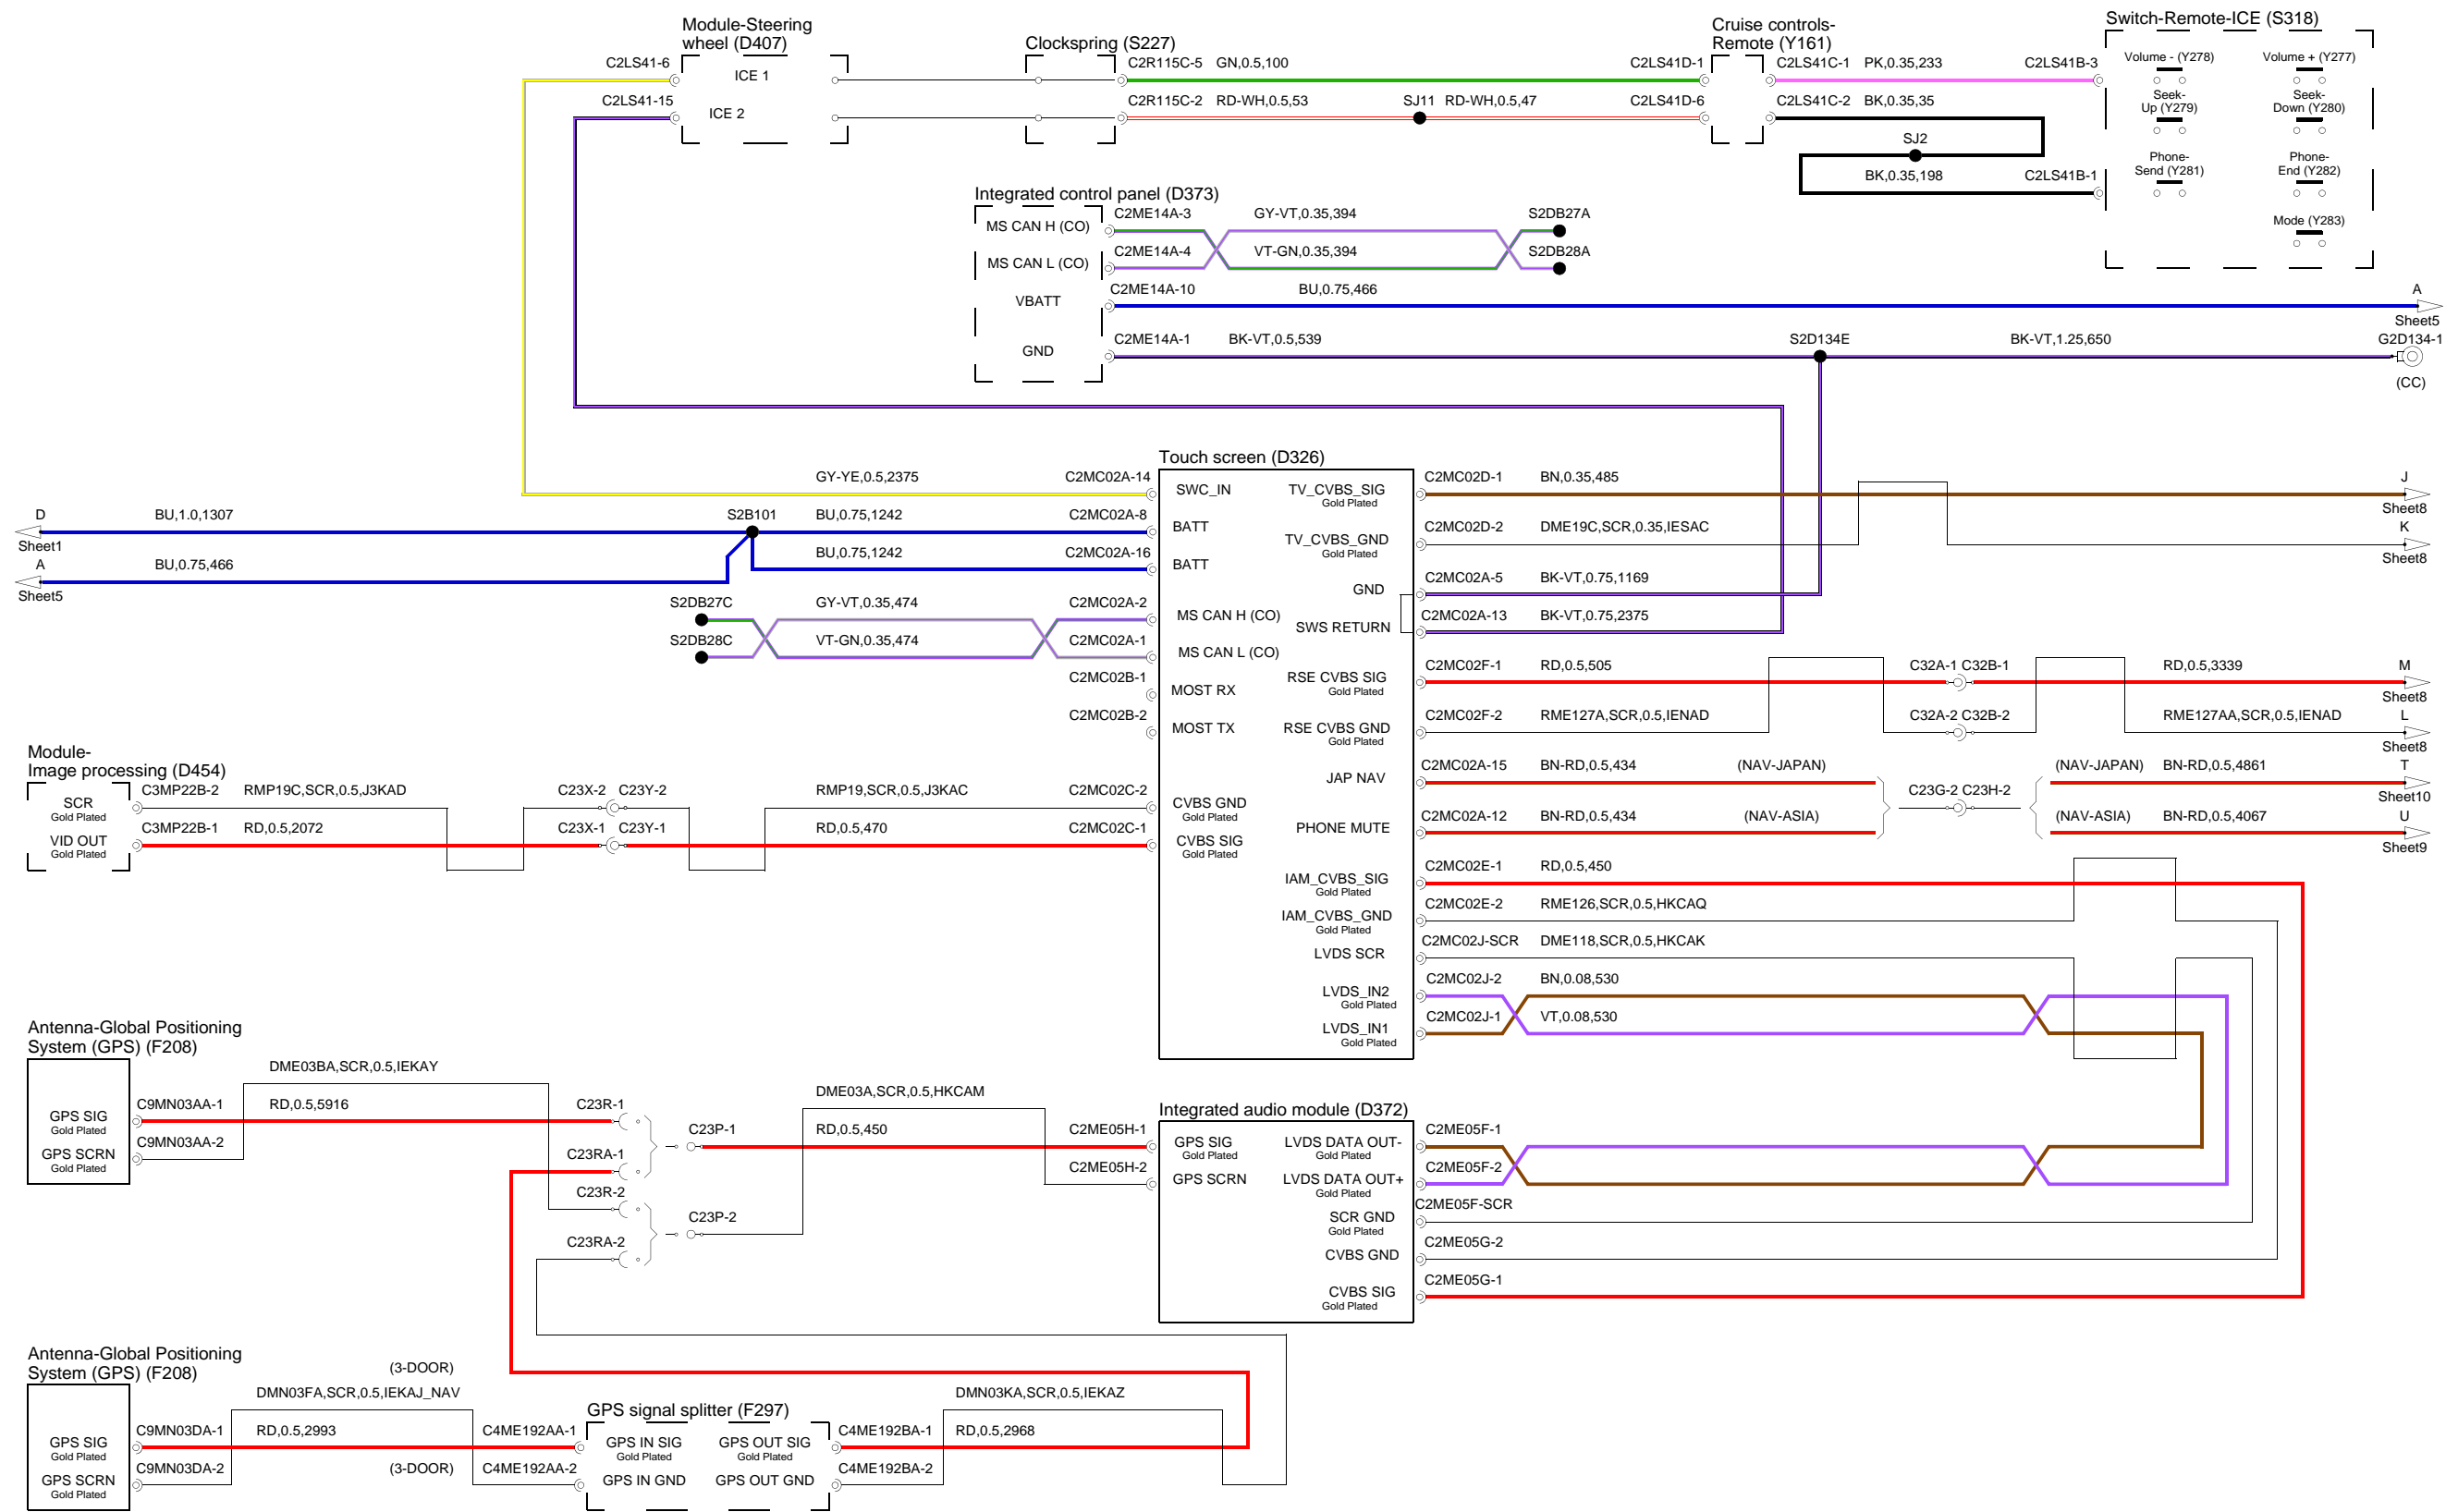 Module-Steering
wheel (D407)
Clockspring (S227)
Cruise controls-
Remote (Y161)
Switch-Remote-ICE (S318)
C2LS41-6
ICE 1
C2R115C-5
GN,0.5,100
C2LS41D-1
C2LS41C-1
PK,0.35,233
C2LS41B-3
Volume - (Y278)
Volume + (Y277)
C2LS41-15
ICE 2
C2R115C-2
RD-WH,0.5,53
SJ11
RD-WH,0.5,47
C2LS41D-6
C2LS41C-2
BK,0.35,35
Seek-
Up (Y279)
Seek-
Down (Y280)
SJ2
BK,0.35,198
C2LS41B-1
Phone-
Send (Y281)
Phone-
End (Y282)
Mode (Y283)
Integrated control panel (D373)
MS CAN H (CO)
C2ME14A-3
GY-VT,0.35,394
S2DB27A
MS CAN L (CO)
C2ME14A-4
VT-GN,0.35,394
S2DB28A
VBATT
C2ME14A-10
BU,0.75,466
A
Sheet5
GND
C2ME14A-1
BK-VT,0.5,539
S2D134E
BK-VT,1.25,650
G2D134-1
(CC)
Touch screen (D326)
GY-YE,0.5,2375
C2MC02A-14
SWC_IN
TV_CVBS_SIG
Gold Plated
C2MC02D-1
BN,0.35,485
J
Sheet8
D
Sheet1
BU,1.0,1307
S2B101
BU,0.75,1242
C2MC02A-8
BATT
TV_CVBS_GND
Gold Plated
C2MC02D-2
DME19C,SCR,0.35,IESAC
K
Sheet8
A
Sheet5
BU,0.75,466
BU,0.75,1242
C2MC02A-16
BATT
GND
C2MC02A-5
BK-VT,0.75,1169
S2DB27C
GY-VT,0.35,474
C2MC02A-2
MS CAN H (CO)
SWS RETURN
C2MC02A-13
BK-VT,0.75,2375
S2DB28C
VT-GN,0.35,474
C2MC02A-1
MS CAN L (CO)
RSE CVBS SIG
Gold Plated
C2MC02F-1
RD,0.5,505
C32A-1 C32B-1
RD,0.5,3339
M
Sheet8
C2MC02B-1
MOST RX
C2MC02B-2
MOST TX
RSE CVBS GND
Gold Plated
C2MC02F-2
RME127A,SCR,0.5,IENAD
C32A-2 C32B-2
RME127AA,SCR,0.5,IENAD
L
Sheet8
JAP NAV
C2MC02A-15
BN-RD,0.5,434
(NAV-JAPAN)
C23G-2 C23H-2
(NAV-JAPAN)
BN-RD,0.5,4861
T
Sheet10
PHONE MUTE
C2MC02A-12
BN-RD,0.5,434
(NAV-ASIA)
(NAV-ASIA)
BN-RD,0.5,4067
U
Sheet9
Module-
Image processing (D454)
SCR
Gold Plated
C3MP22B-2
RMP19C,SCR,0.5,J3KAD
C23X-2 C23Y-2
RMP19,SCR,0.5,J3KAC
C2MC02C-2
CVBS GND
Gold Plated
VID OUT
Gold Plated
C3MP22B-1
RD,0.5,2072
C23X-1 C23Y-1
RD,0.5,470
C2MC02C-1
CVBS SIG
Gold Plated
IAM_CVBS_SIG
Gold Plated
C2MC02E-1
RD,0.5,450
IAM_CVBS_GND
Gold Plated
C2MC02E-2
RME126,SCR,0.5,HKCAQ
LVDS SCR
C2MC02J-SCR
DME118,SCR,0.5,HKCAK
LVDS_IN2
Gold Plated
C2MC02J-2
BN,0.08,530
LVDS_IN1
Gold Plated
C2MC02J-1
VT,0.08,530
Antenna-Global Positioning
System (GPS) (F208)
DME03BA,SCR,0.5,IEKAY
GPS SIG
Gold Plated
C9MN03AA-1
RD,0.5,5916
C23R-1
GPS SCRN
Gold Plated
C9MN03AA-2
C23RA-1
C23R-2
C23RA-2
C23P-1
C23P-2
DME03A,SCR,0.5,HKCAM
RD,0.5,450
Integrated audio module (D372)
C2ME05H-1
GPS SIG
Gold Plated
LVDS DATA OUT-
Gold Plated
C2ME05F-1
C2ME05H-2
GPS SCRN
LVDS DATA OUT+
Gold Plated
C2ME05F-2
SCR GND
Gold Plated
C2ME05F-SCR
CVBS GND
C2ME05G-2
CVBS SIG
Gold Plated
C2ME05G-1
Antenna-Global Positioning
System (GPS) (F208)
(3-DOOR)
DMN03FA,SCR,0.5,IEKAJ_NAV
GPS signal splitter (F297)
DMN03KA,SCR,0.5,IEKAZ
GPS SIG
Gold Plated
C9MN03DA-1
RD,0.5,2993
C4ME192AA-1
GPS IN SIG
Gold Plated
GPS OUT SIG
Gold Plated
C4ME192BA-1
RD,0.5,2968
GPS SCRN
Gold Plated
C9MN03DA-2
(3-DOOR)
C4ME192AA-2
GPS IN GND
GPS OUT GND
C4ME192BA-2